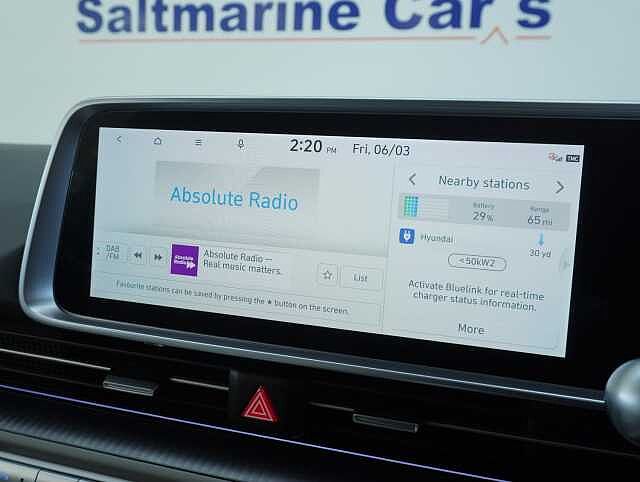 Saltmarine Car's
2:20 PM Fri, 06/03
Absolute Radio
DAB
/FM
Absolute
Radio
Absolute Radio —
Real music matters.
List
Favourite stations can be saved by pressing the ★ button on the screen.
Nearby stations
Battery
29%
Range
65 mi
Hyundai
30 yd
<50kW2
Activate Bluelink for real-time
charger status information.
More